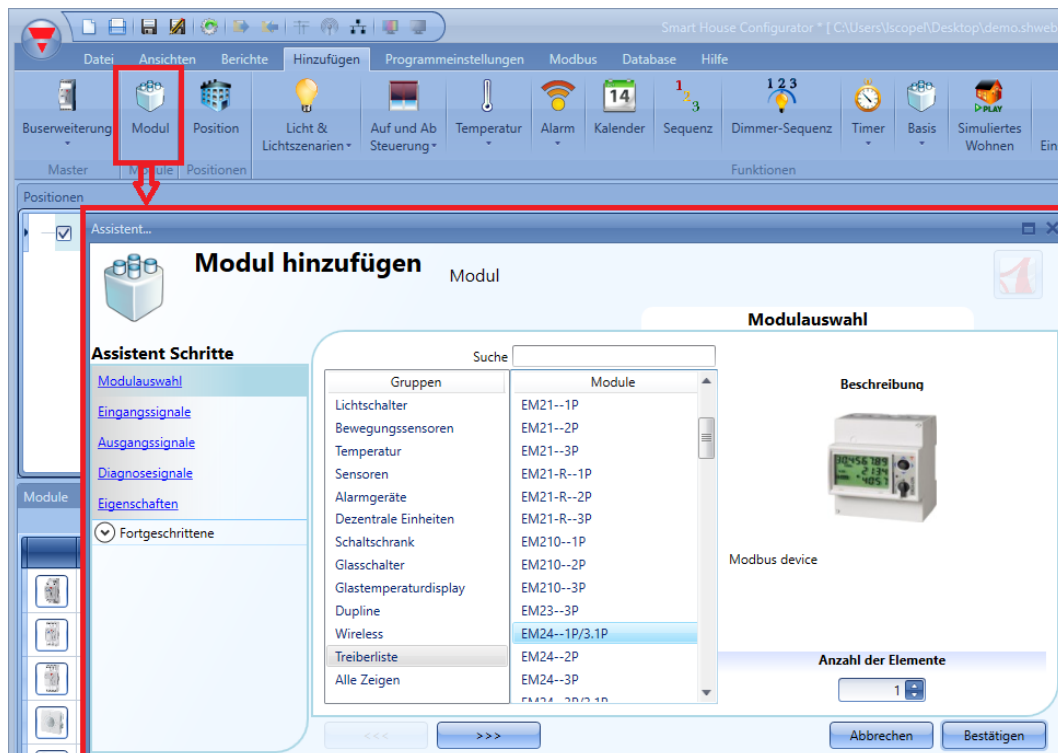 Smart House Configurator * [ C:\Users\lscopel\Desktop\demo.shweb
Datei Ansichten Berichte Hinzufügen Programmeinstellungen Modbus Database Hilfe
Buserweiterung Modul Position Licht & Lichtszenarien Auf und Ab Steuerung Temperatur Alarm 14 Kalender 1 2 3 Sequenz 1 2 3 Dimmer-Sequenz Timer Basis PLAY Simuliertes Wohnen Ein
Master Module Positionen Funktionen
Positionen
Assistent...
Modul hinzufügen Modul
Modulauswahl
Assistent Schritte
Modulauswahl
Eingangssignale
Ausgangssignale
Diagnosesignale
Eigenschaften
Fortgeschrittene
Suche
Gruppen
Lichtschalter
Bewegungssensoren
Temperatur
Sensoren
Alarmgeräte
Dezentrale Einheiten
Schaltschrank
Glasschalter
Glastemperaturdisplay
Dupline
Wireless
Treiberliste
Alle Zeigen
Module
EM21--1P
EM21--2P
EM21--3P
EM21-R--1P
EM21-R--2P
EM21-R--3P
EM210--1P
EM210--2P
EM210--3P
EM23--3P
EM24--1P/3.1P
EM24--2P
EM24--3P
Beschreibung
Modbus device
Anzahl der Elemente
1
Module
<<< >>> Abbrechen Bestätigen